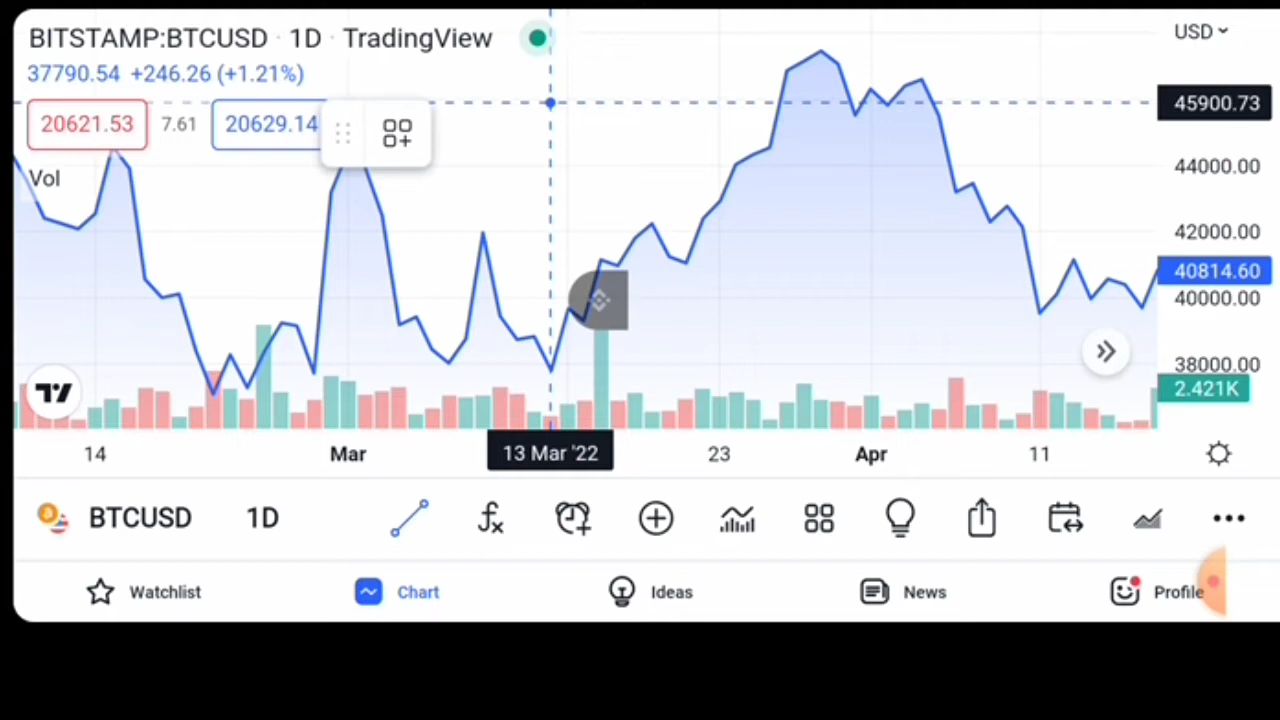 BITSTAMP:BTCUSD · 1D · TradingView
USD
37790.54 +246.26 (+1.21%)
45900.73
20621.53 7.61 20629.14
44000.00
Vol
42000.00
40814.60
40000.00
38000.00
2.421K
14 Mar 13 Mar '22 23 Apr 11
BTCUSD 1D
Watchlist Chart Ideas News Profile